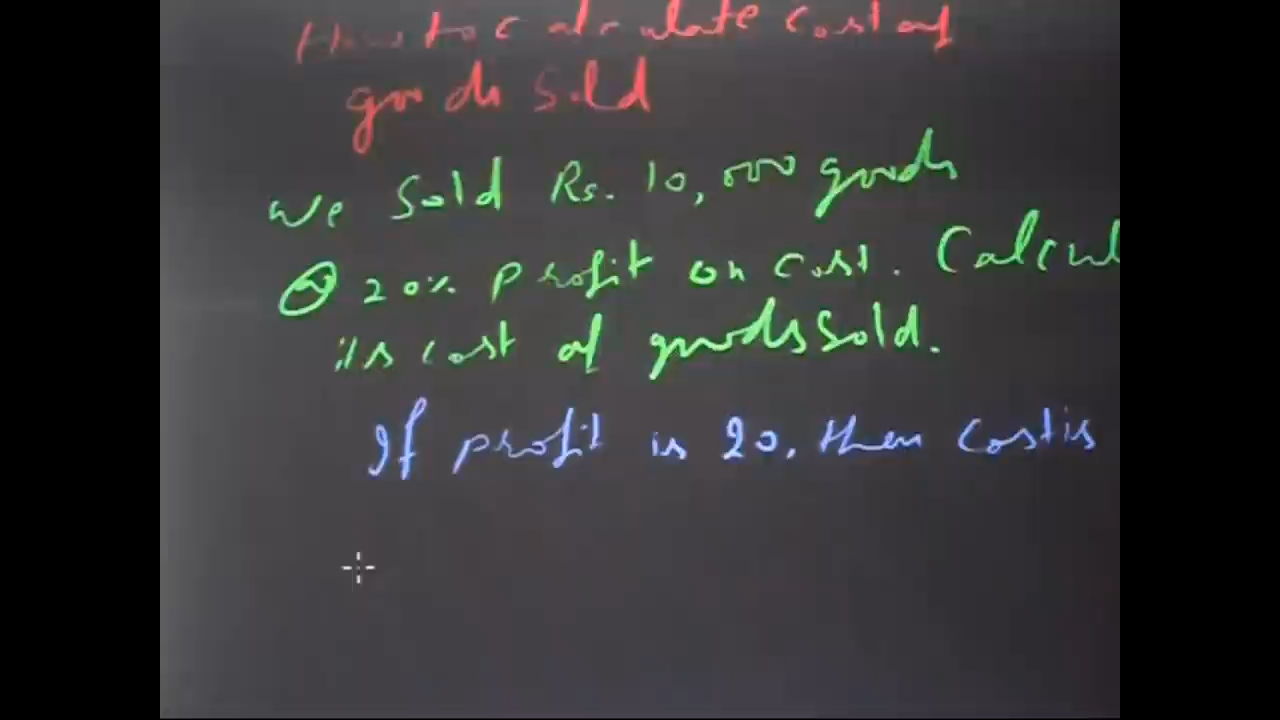 How to calculate cost of
goods sold
We sold Rs. 10,000 goods
@ 20% profit on cost. Calcul
its cost of goods sold.
If profit is 20, then cost is